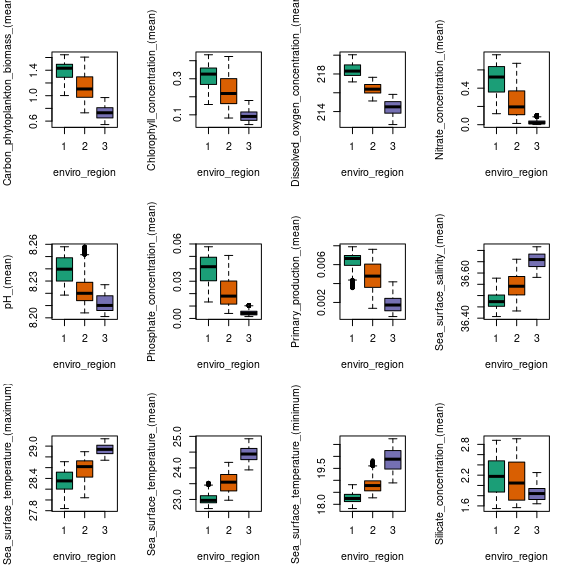 Carbon_phytoplankton_biomass_(mean
0.6 1.0 1.4
1 2 3
enviro_region
Chlorophyll_concentration_(mean)
0.1 0.3
1 2 3
enviro_region
Dissolved_oxygen_concentration_(mean
214 218
1 2 3
enviro_region
Nitrate_concentration_(mean)
0.0 0.4
1 2 3
enviro_region
pH_(mean)
8.20 8.23 8.26
1 2 3
enviro_region
Phosphate_concentration_(mean)
0.00 0.03 0.06
1 2 3
enviro_region
Primary_production_(mean)
0.002 0.006
1 2 3
enviro_region
Sea_surface_salinity_(mean)
36.40 36.60
1 2 3
enviro_region
Sea_surface_temperature_(maximum)
27.8 28.4 29.0
1 2 3
enviro_region
Sea_surface_temperature_(mean)
23.0 24.0 25.0
1 2 3
enviro_region
Sea_surface_temperature_(minimum)
18.0 19.5
1 2 3
enviro_region
Silicate_concentration_(mean)
1.6 2.2 2.8
1 2 3
enviro_region